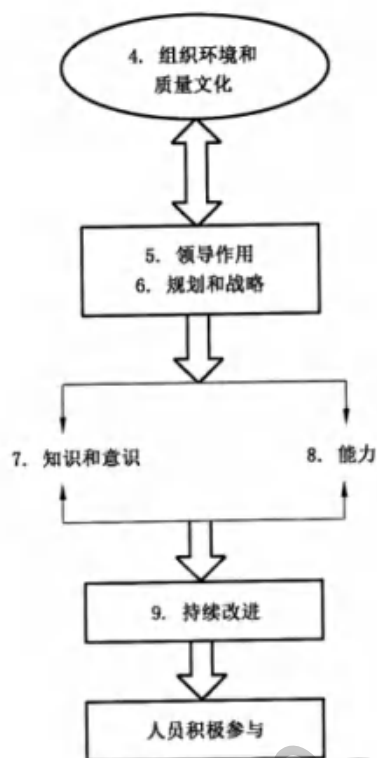 4. 组织环境和
质量文化
5. 领导作用
6. 规划和战略
7. 知识和意识
8. 能力
9. 持续改进
人员积极参与